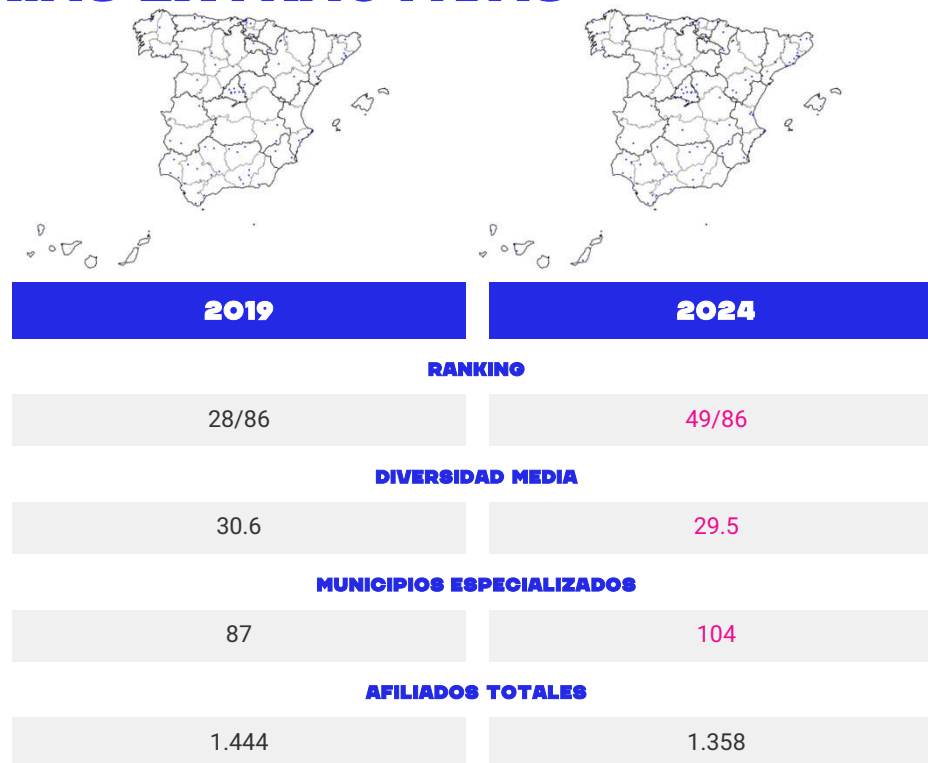 2019
2024
RANKING
28/86
49/86
DIVERSIDAD MEDIA
30.6
29.5
MUNICIPIOS ESPECIALIZADOS
87
104
AFILIADOS TOTALES
1.444
1.358